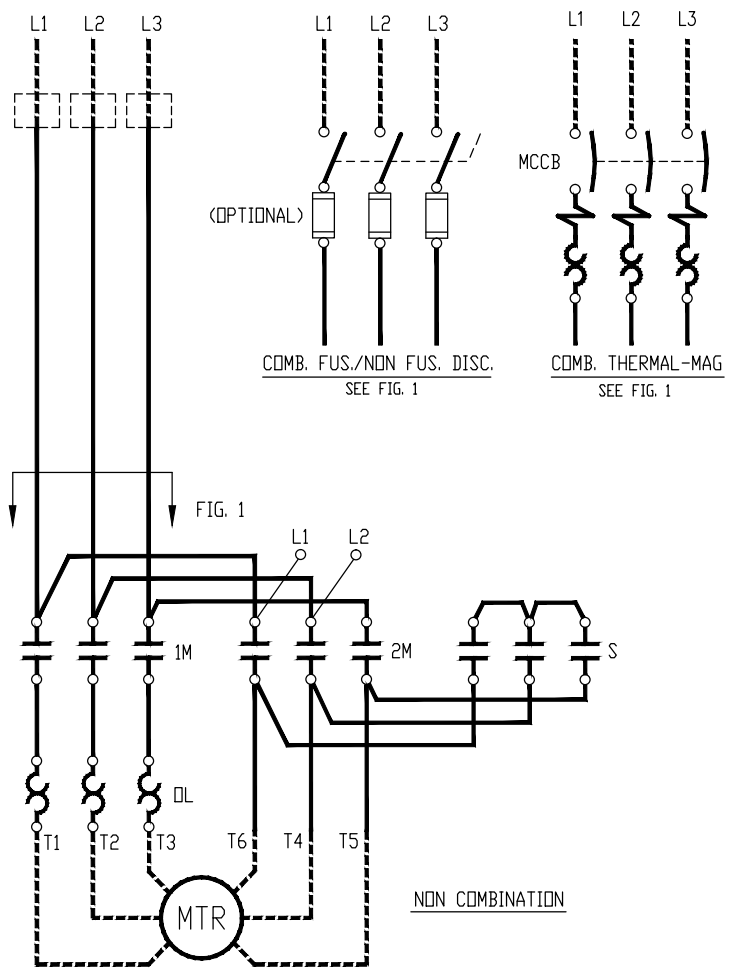 L1 L2 L3
L1 L2 L3
L1 L2 L3
MCCB
(OPTIONAL)
COMB. FUS./NON FUS. DISC.
SEE FIG. 1
COMB. THERMAL-MAG
SEE FIG. 1
FIG. 1
L1 L2
1M
2M
S
OL
T1 T2 T3 T6 T4 T5
MTR
NON COMBINATION